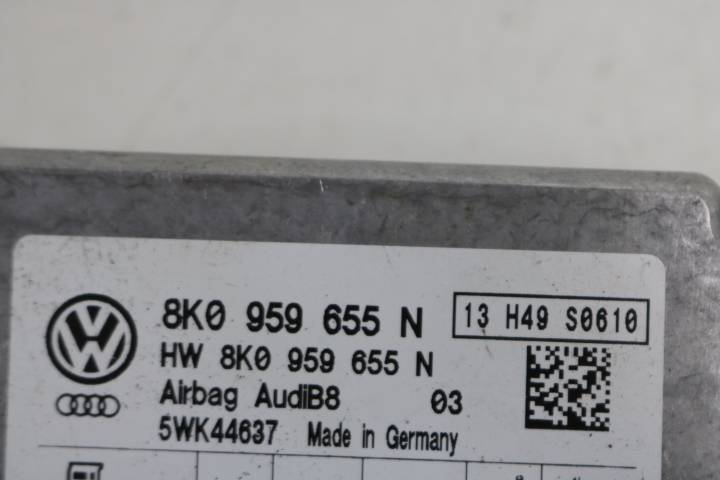 8K0 959 655 N 13 H49 S0610
HW 8K0 959 655 N
Airbag AudiB8 03
5WK44637 Made in Germany